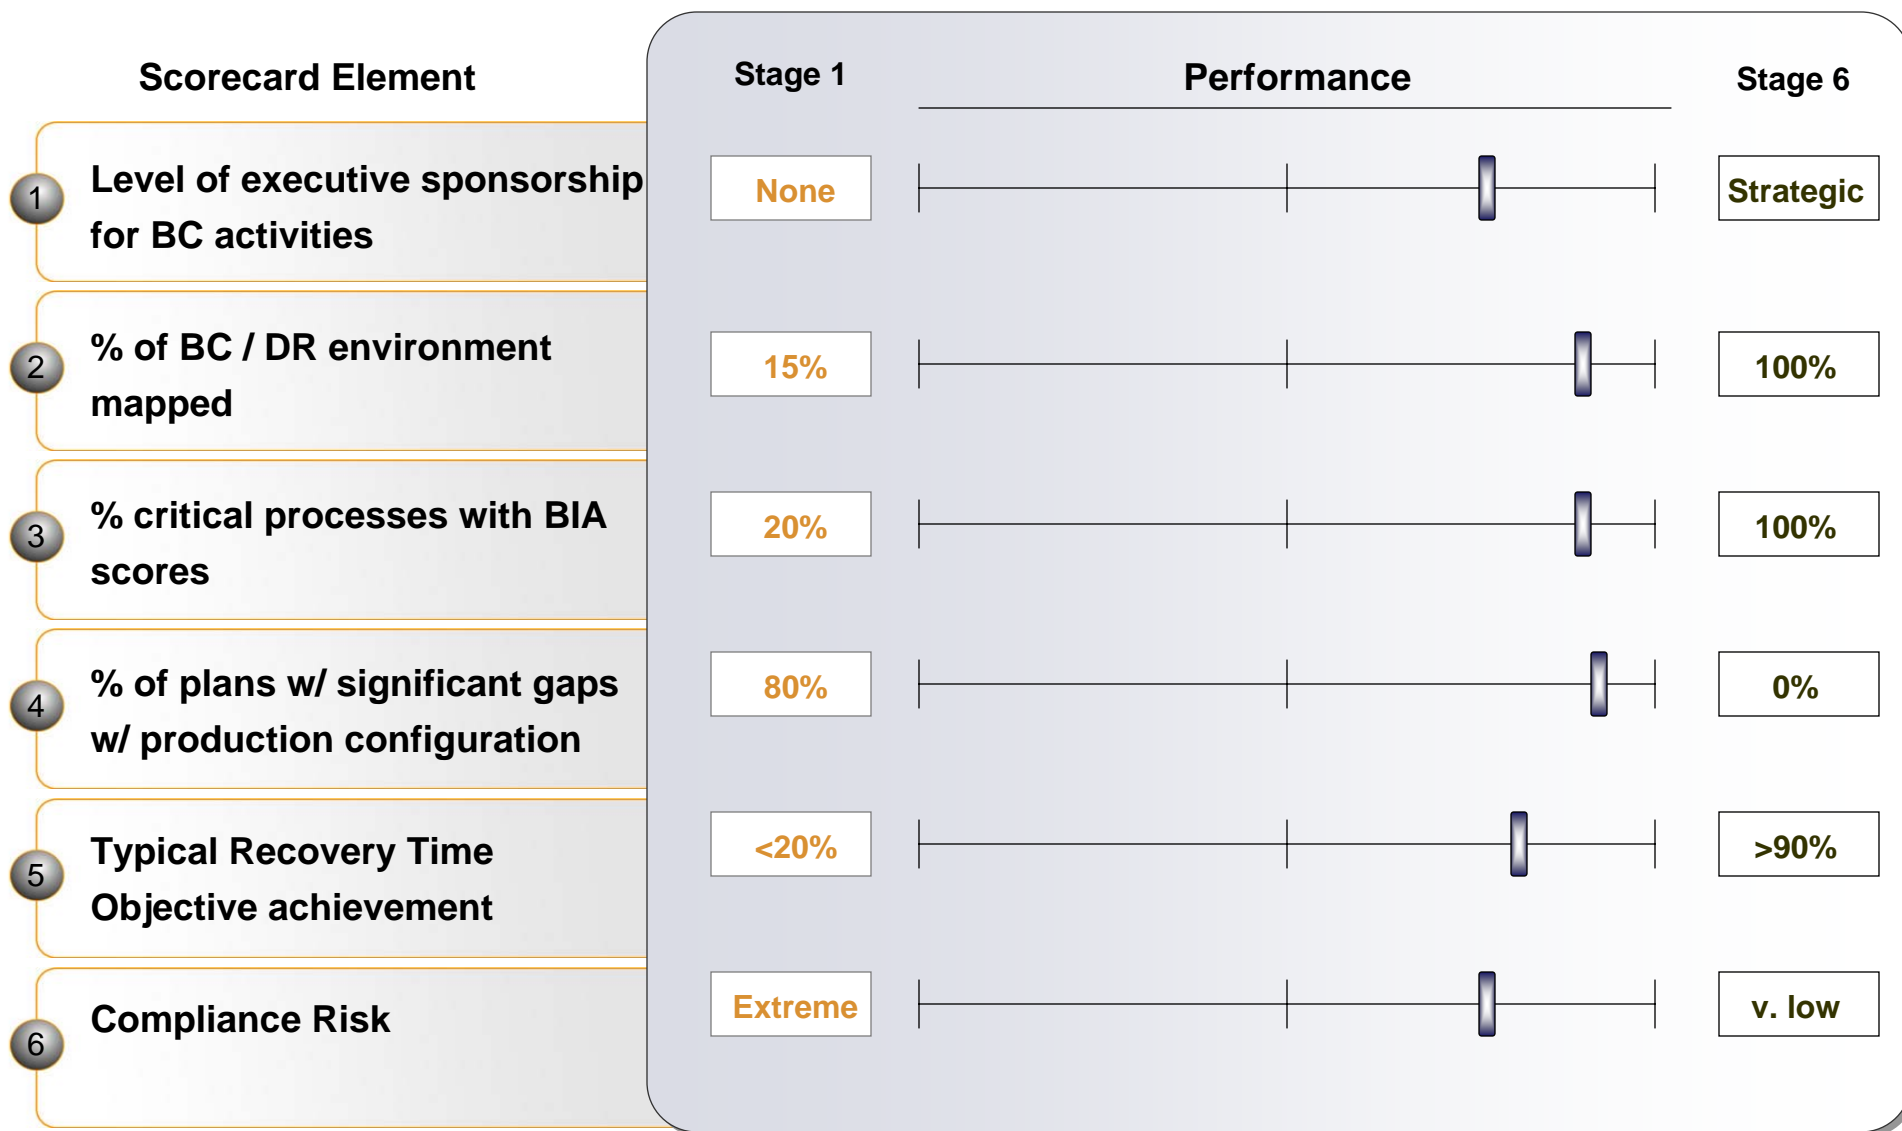 Scorecard Element
Stage 1
Performance
Stage 6
1
Level of executive sponsorship
for BC activities
None
Strategic
2
% of BC / DR environment
mapped
15%
100%
3
% critical processes with BIA
scores
20%
100%
4
% of plans w/ significant gaps
w/ production configuration
80%
0%
5
Typical Recovery Time
Objective achievement
<20%
>90%
6
Compliance Risk
Extreme
v. low